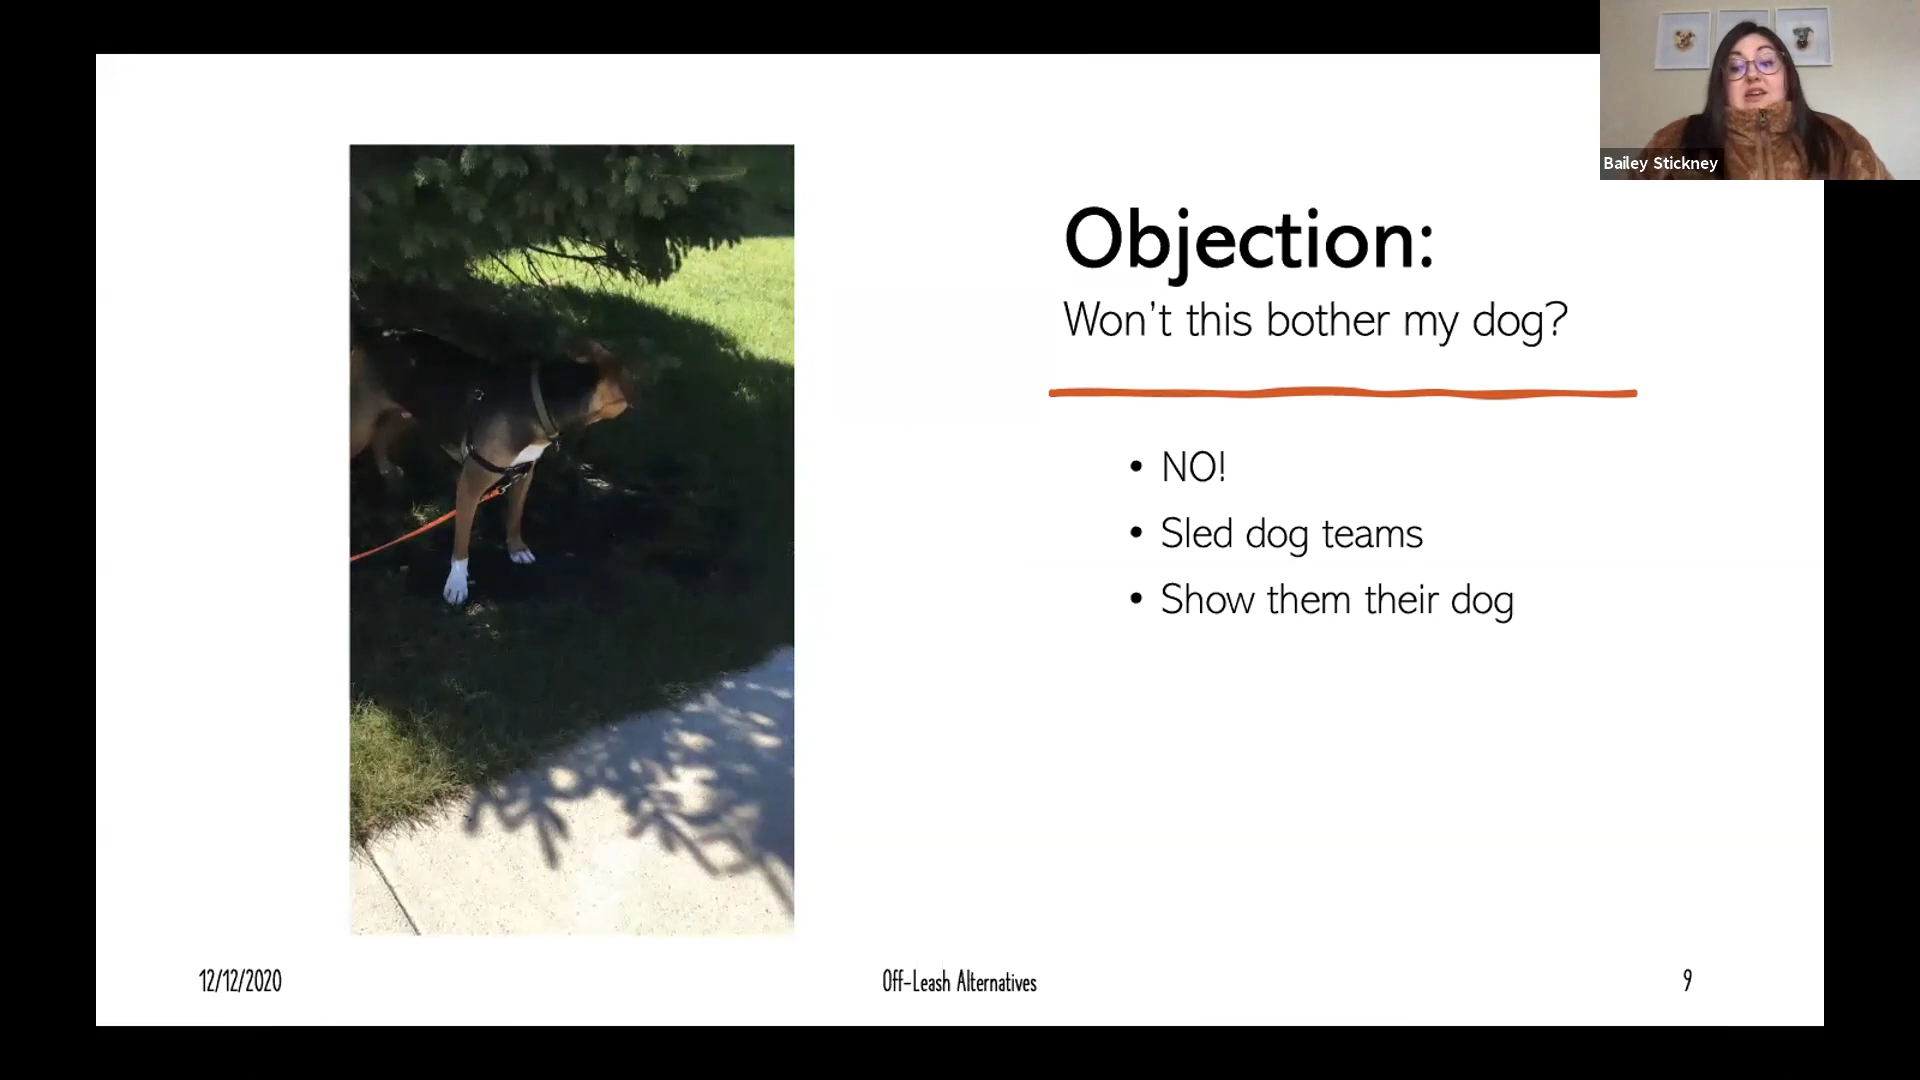 Bailey Stickney
Objection:
Won't this bother my dog?
• NO!
• Sled dog teams
• Show them their dog
12/12/2020
Off-Leash Alternatives
9